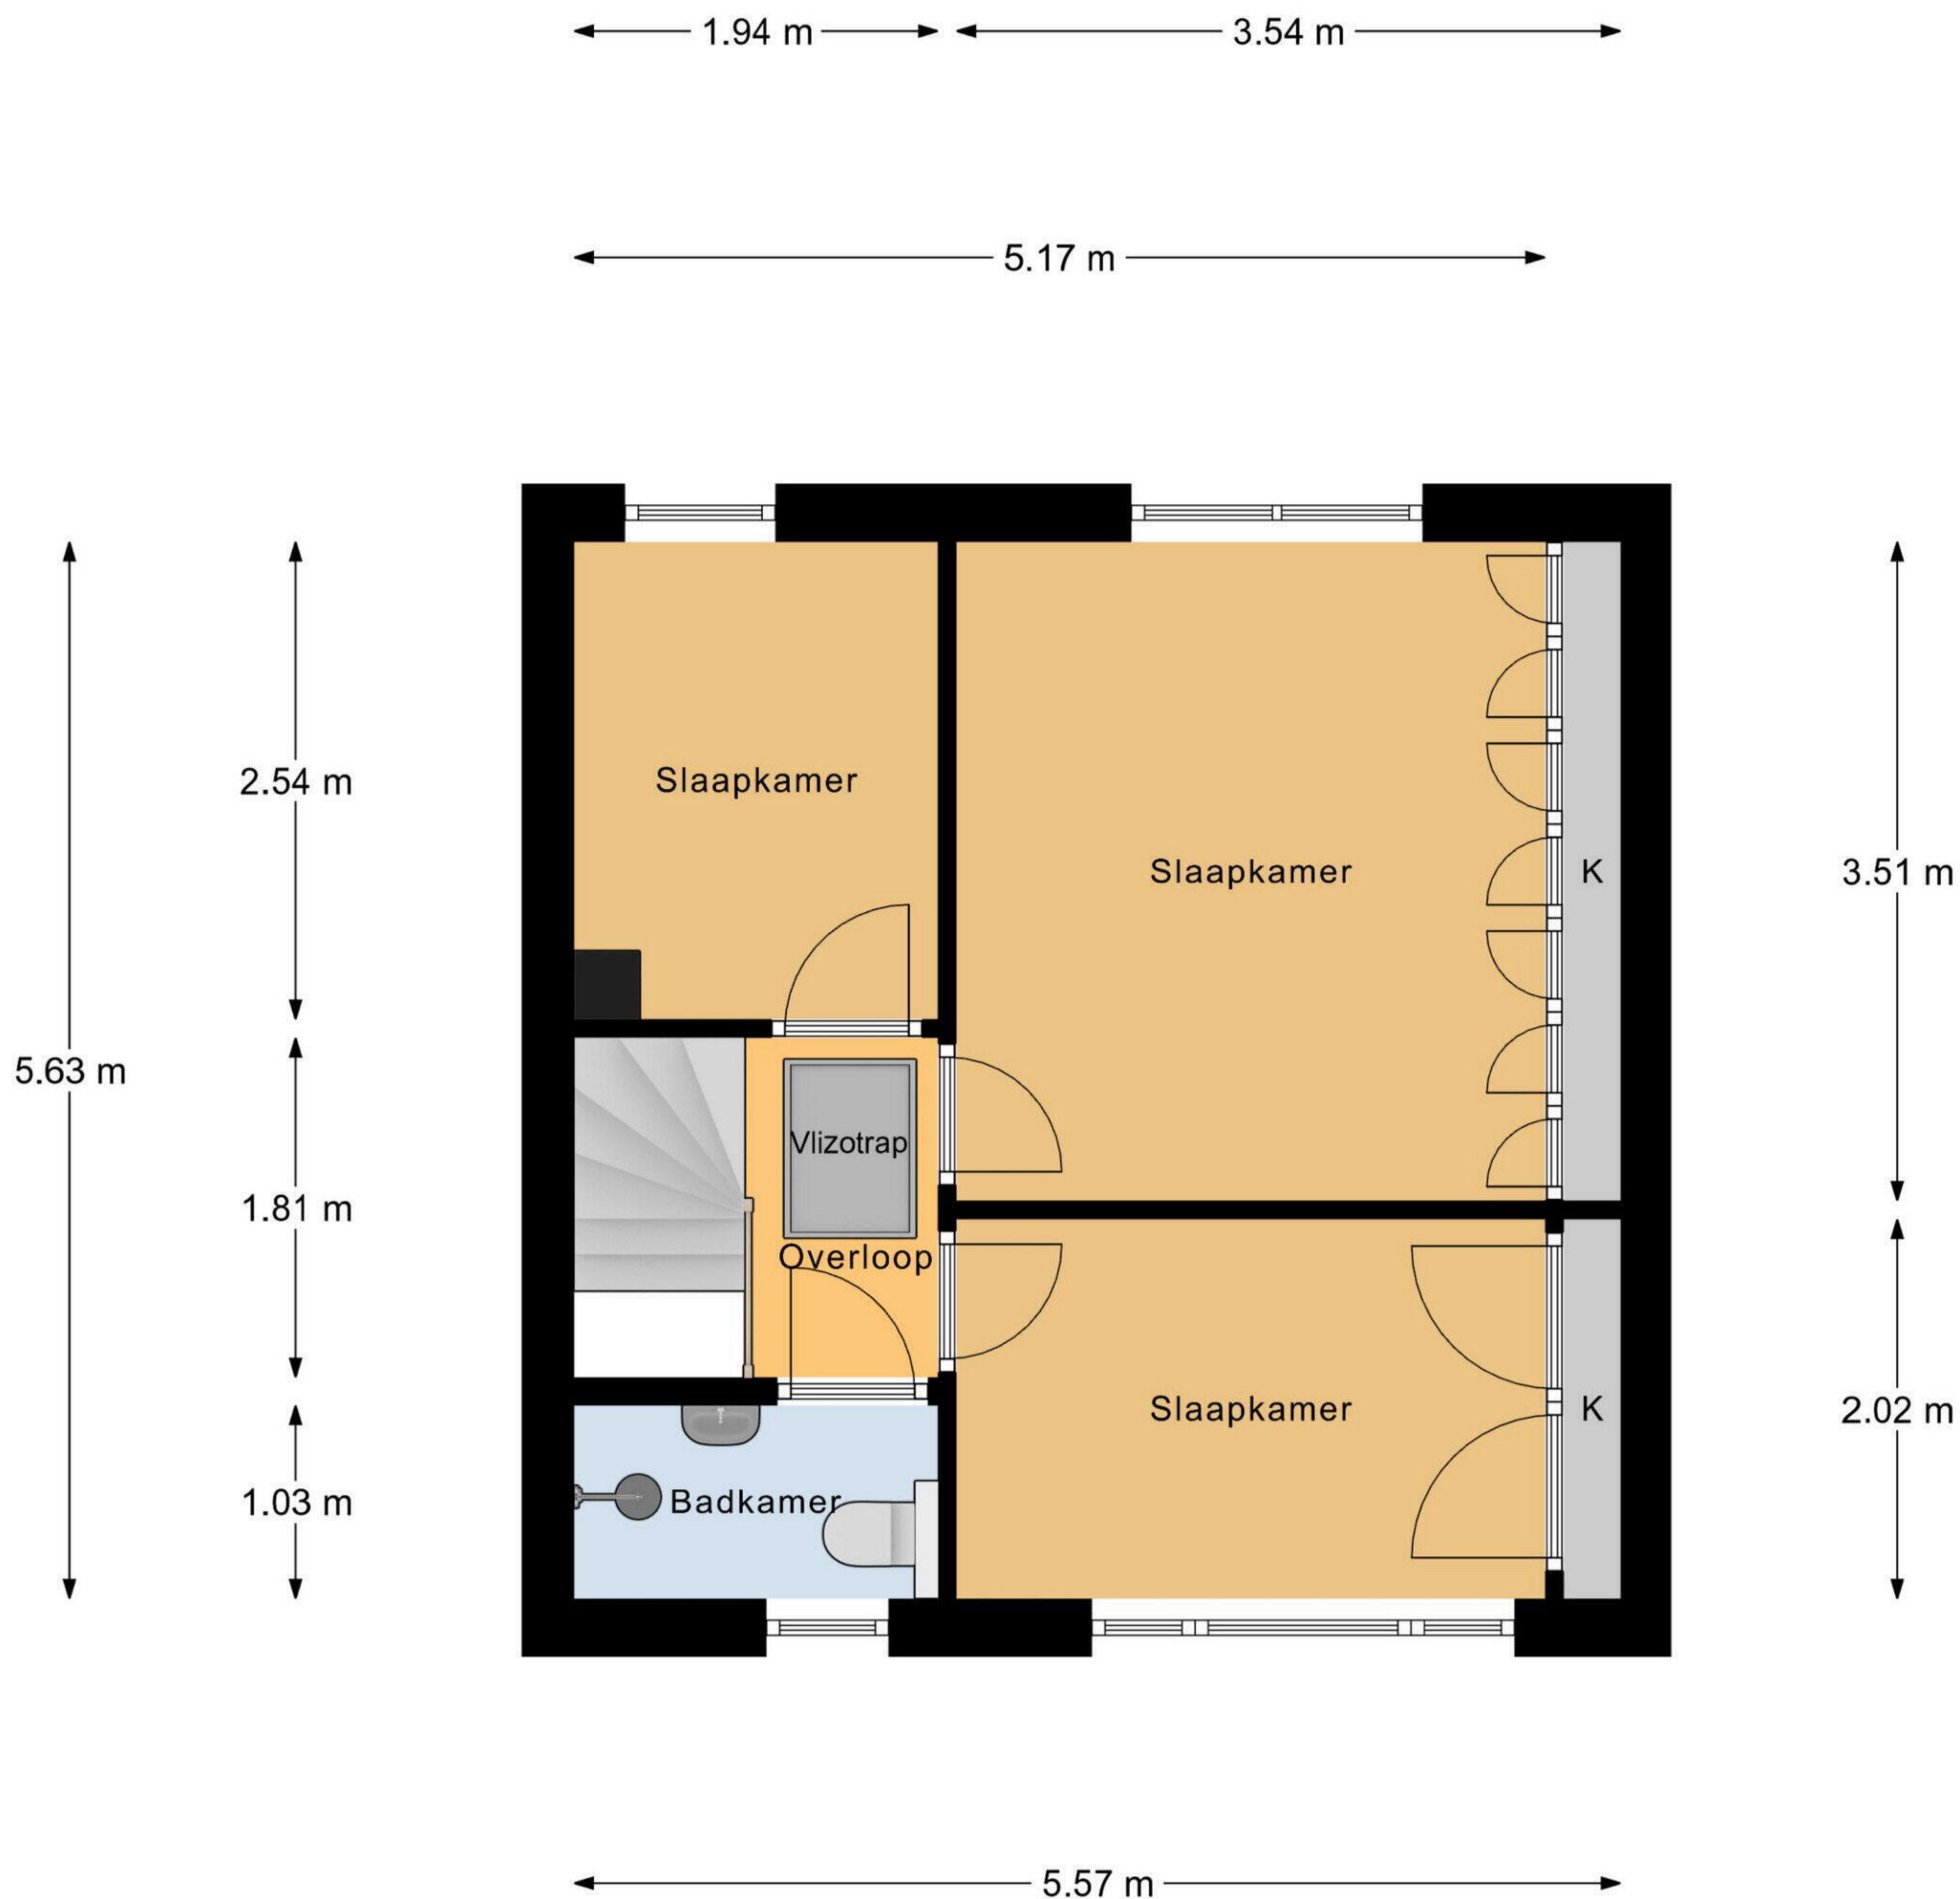 1.94 m
3.54 m
5.17 m
2.54 m
Slaapkamer
Slaapkamer
K
3.51 m
5.63 m
Vlizotrap
1.81 m
Overloop
Slaapkamer
K
2.02 m
1.03 m
Badkamer
5.57 m